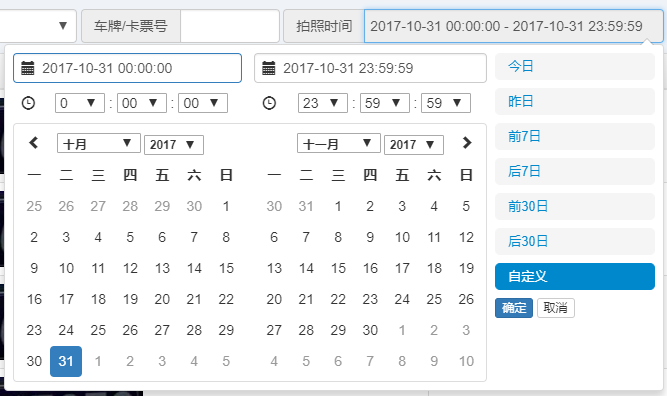 车牌/卡票号 拍照时间 2017-10-31 00:00:00 - 2017-10-31 23:59:59
2017-10-31 00:00:00 2017-10-31 23:59:59
0 : 00 : 00 23 : 59 : 59
十月 2017 十一月 2017
一 二 三 四 五 六 日 一 二 三 四 五 六 日
25 26 27 28 29 30 1 30 31 1 2 3 4 5
2 3 4 5 6 7 8 6 7 8 9 10 11 12
9 10 11 12 13 14 15 13 14 15 16 17 18 19
16 17 18 19 20 21 22 20 21 22 23 24 25 26
23 24 25 26 27 28 29 27 28 29 30 1 2 3
30 31 1 2 3 4 5 4 5 6 7 8 9 10
今日
昨日
前7日
后7日
前30日
后30日
自定义
确定 取消